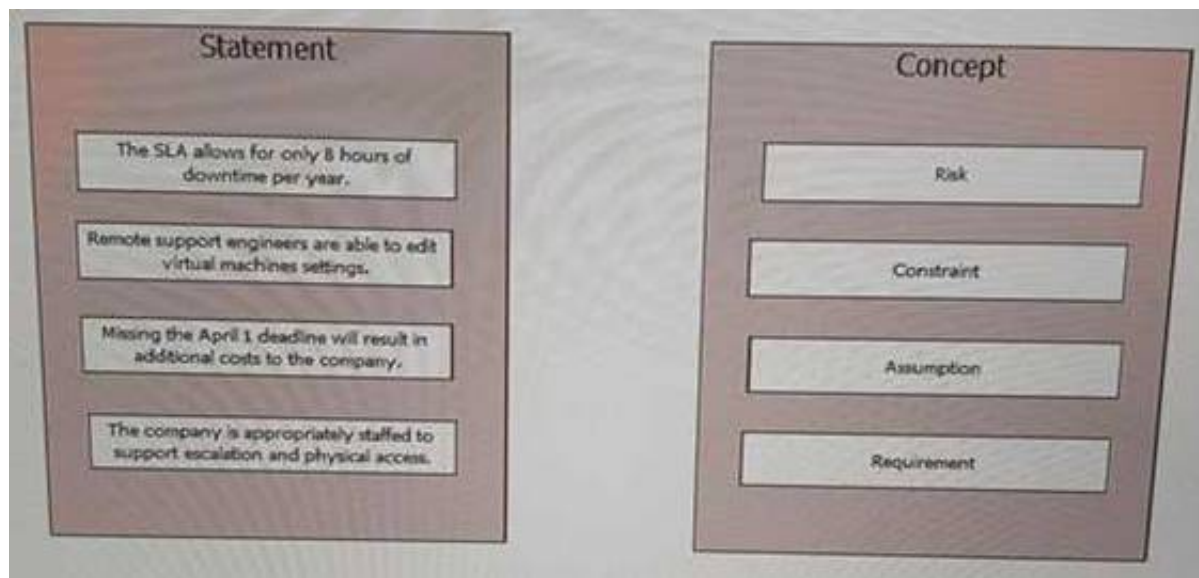 Statement
The SLA allows for only 8 hours of
downtime per year.
Remote support engineers are able to edit
virtual machines settings.
Missing the April 1 deadline will result in
additional costs to the company.
The company is appropriately staffed to
support escalation and physical access.
Concept
Risk
Constraint
Assumption
Requirement